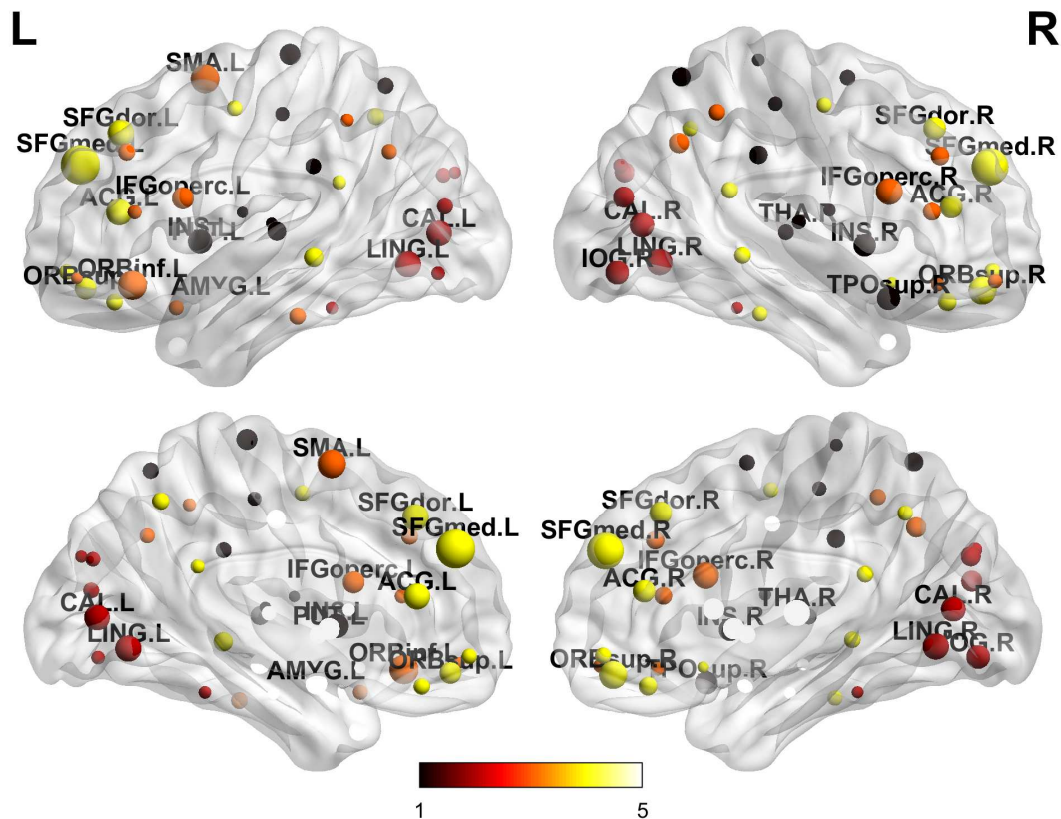 L
R
SMA.L
SFGdor.L
SFGmed.L
IFGoperc.L
ACG.L
CAL.L
LING.L
ORBinf.L
AMYG.L
SFGdor.R
SFGmed.R
IFGoperc.R
ACG.R
CAL.R
THA.R
INS.R
LING.R
IOG.R
TPOsup.R
ORBsup.R
SMA.L
SFGdor.L
SFGmed.L
IFGoperc.L
ACG.L
CAL.L
LING.L
ORBinf.L
ORBsup.L
AMYG.L
SFGdor.R
SFGmed.R
IFGoperc.R
ACG.R
THA.R
CAL.R
INS.R
LING.R
IOG.R
ORBsup.R
TPOsup.R
1
5